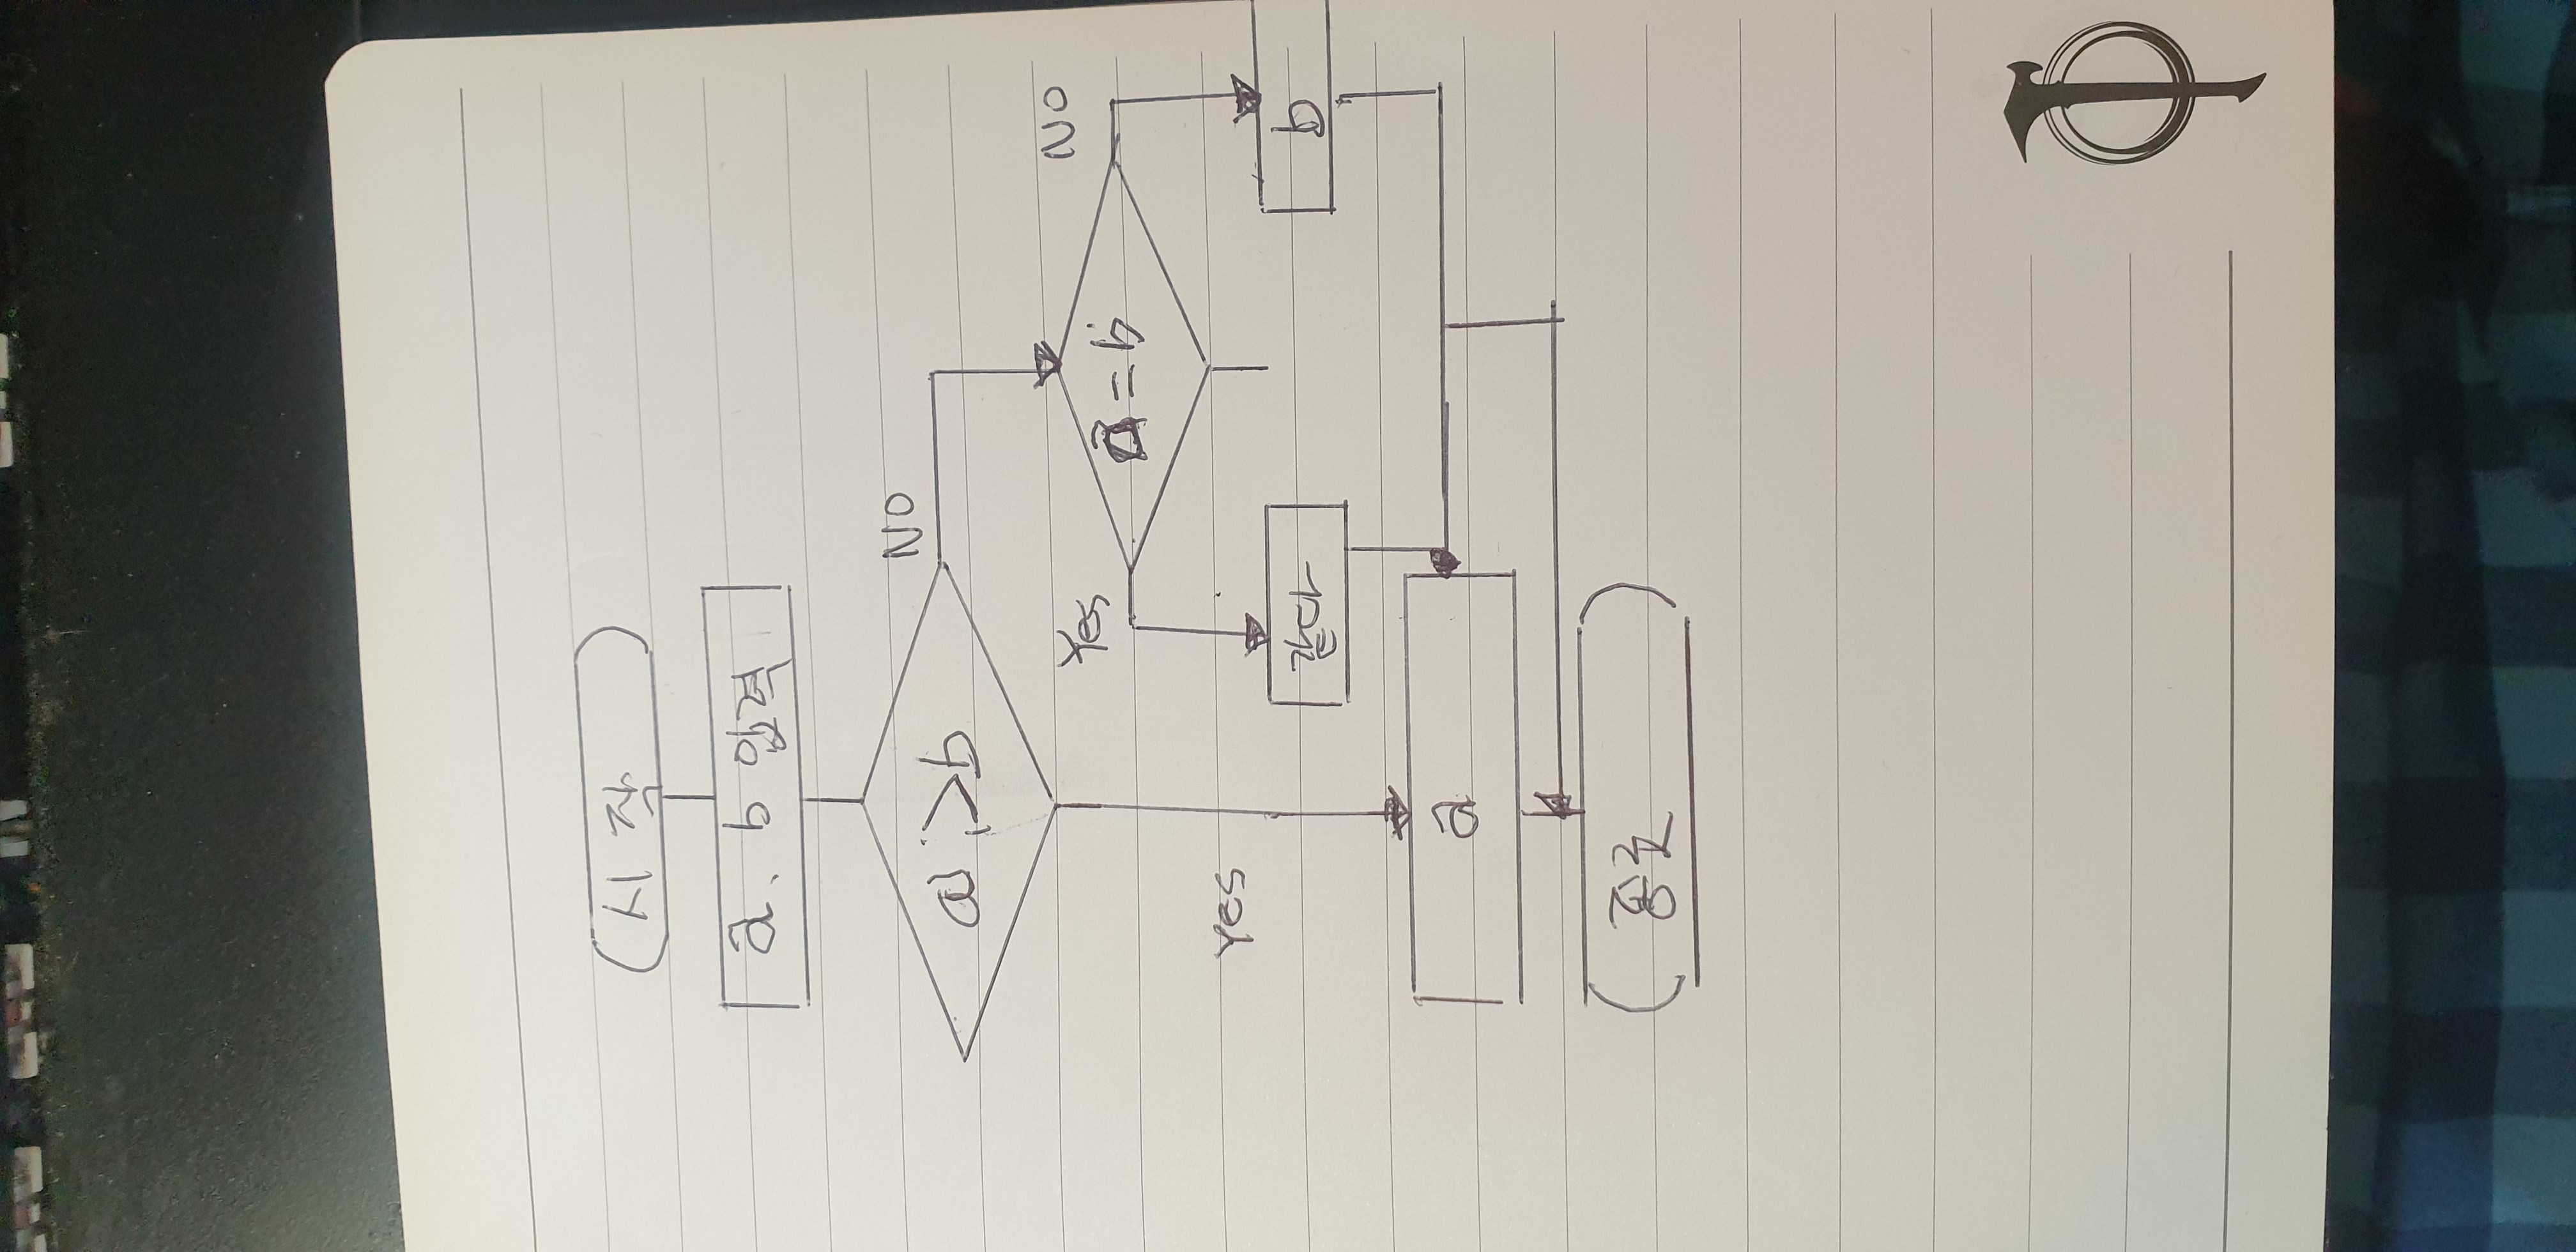 시작
a, b 입력
a > b
NO
Yes
a = b
NO
YES
같다
b
a
종료